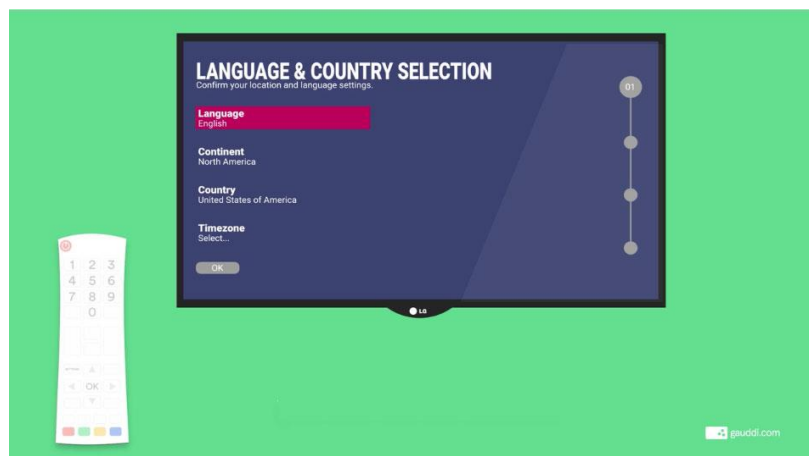 LANGUAGE & COUNTRY SELECTION
Confirm your location and language settings.
01
Language
English
Continent
North America
Country
United States of America
Timezone
Select...
OK
LG
1 2 3
4 5 6
7 8 9
0
OK
gauddi.com